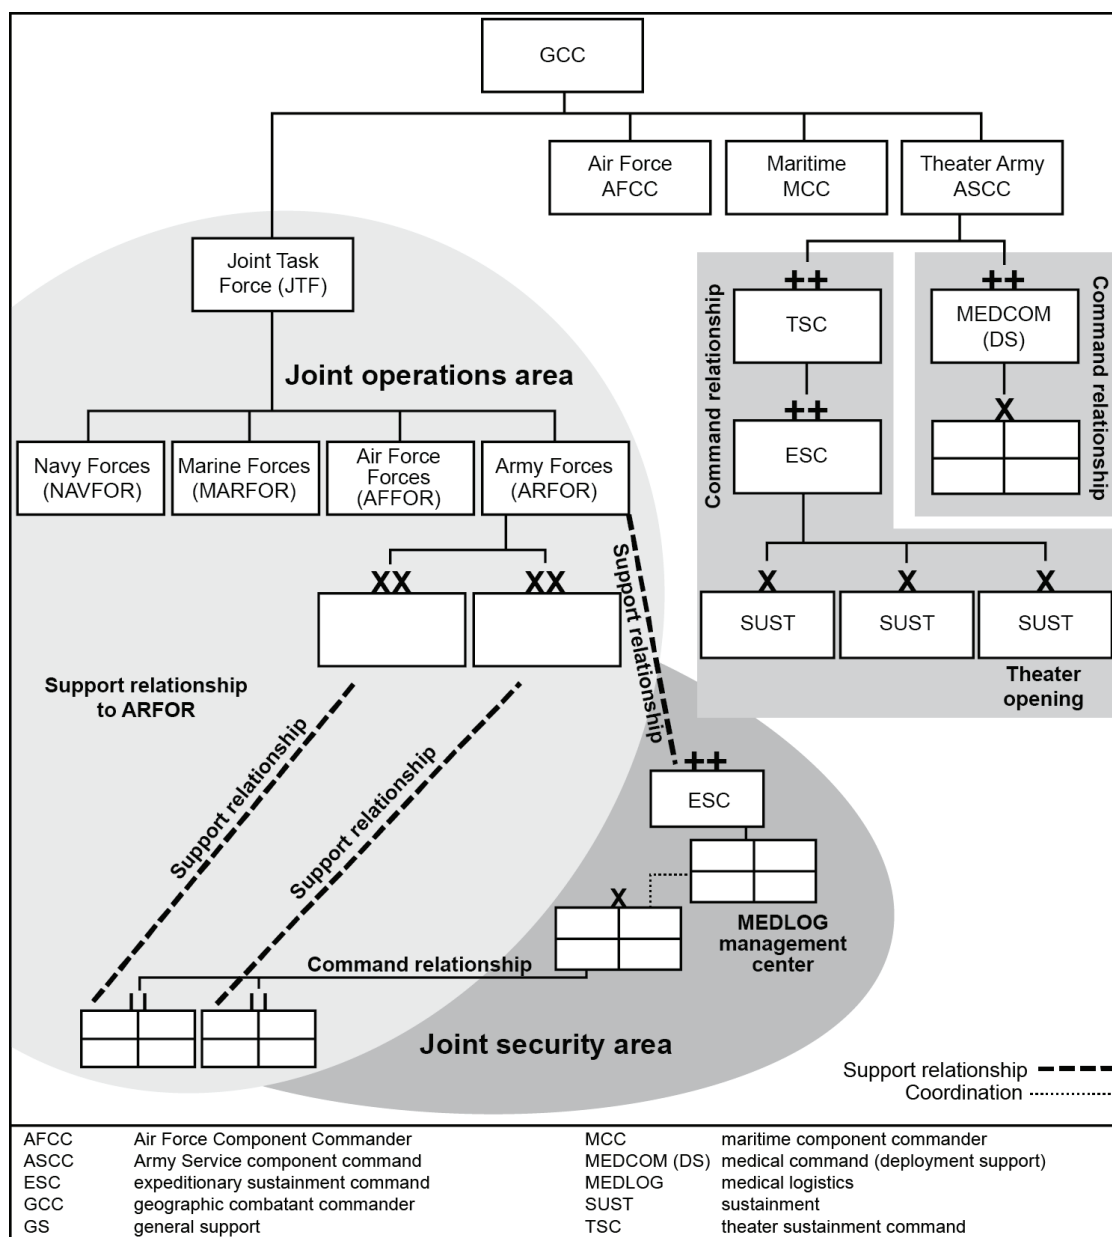 GCC
Air Force
AFCC
Maritime
MCC
Theater Army
ASCC
Joint Task
Force (JTF)
++
TSC
++
MEDCOM
(DS)
Command relationship
Command relationship
Joint operations area
X
++
ESC
Navy Forces
(NAVFOR)
Marine Forces
(MARFOR)
Air Force
Forces
(AFFOR)
Army Forces
(ARFOR)
Support relationship
XX
XX
X
SUST
X
SUST
X
SUST
Theater
opening
Support relationship
to ARFOR
Support relationship
Support relationship
++
ESC
X
MEDLOG
management
center
Command relationship
II
II
Joint security area
Support relationship
Coordination
AFCC Air Force Component Commander
ASCC Army Service component command
ESC expeditionary sustainment command
GCC geographic combatant commander
GS general support
MCC maritime component commander
MEDCOM (DS) medical command (deployment support)
MEDLOG medical logistics
SUST sustainment
TSC theater sustainment command